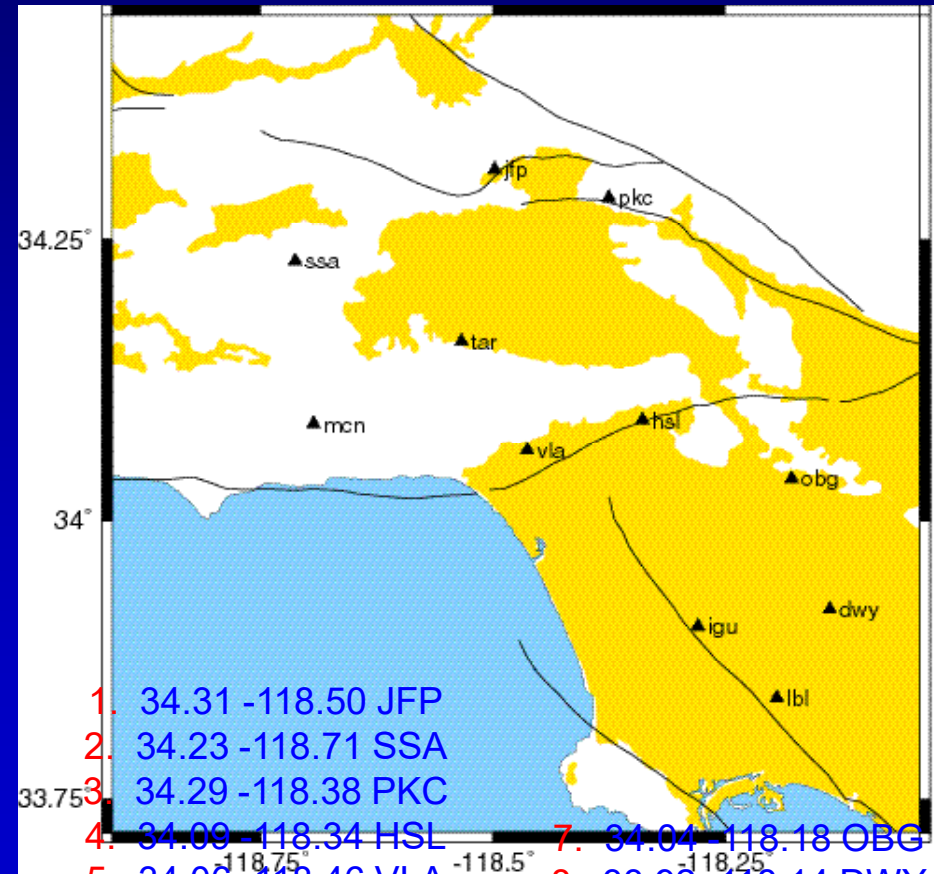 jfp
pkc
34.25°
ssa
tar
mcn
hsl
vla
obg
34°
dwy
igu
lbl
1. 34.31 -118.50 JFP
2. 34.23 -118.71 SSA
3. 34.29 -118.38 PKC
33.75°
4. 34.09 -118.34 HSL
7. 34.04 -118.18 OBG
-118.75° -118.5° -118.25°